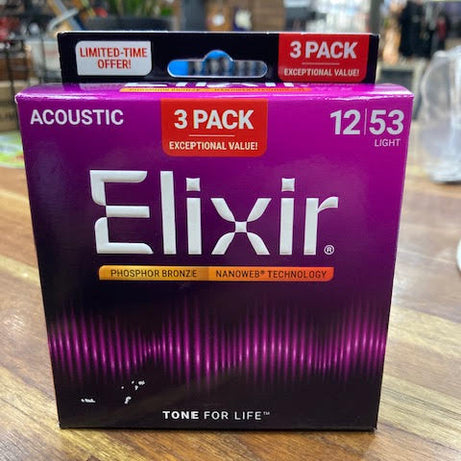 LIMITED-TIME
OFFER!
3 PACK
EXCEPTIONAL VALUE!
ACOUSTIC
3 PACK
EXCEPTIONAL VALUE!
12|53
LIGHT
Elixir®
PHOSPHOR BRONZE NANOWEB® TECHNOLOGY
TONE FOR LIFE™